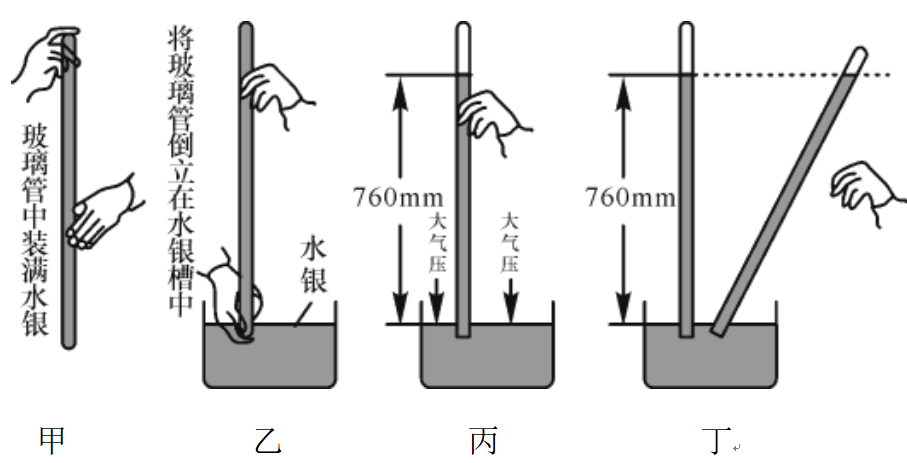 玻璃管中装满水银
将玻璃管倒立在水银槽中
水银
760mm
大气压
大气压
760mm
甲
乙
丙
丁